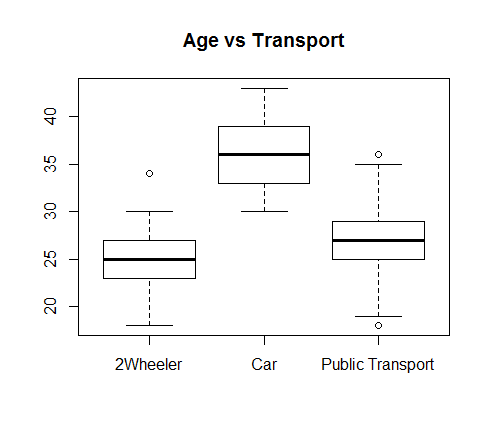 Age vs Transport
40
35
30
25
20
2Wheeler
Car
Public Transport